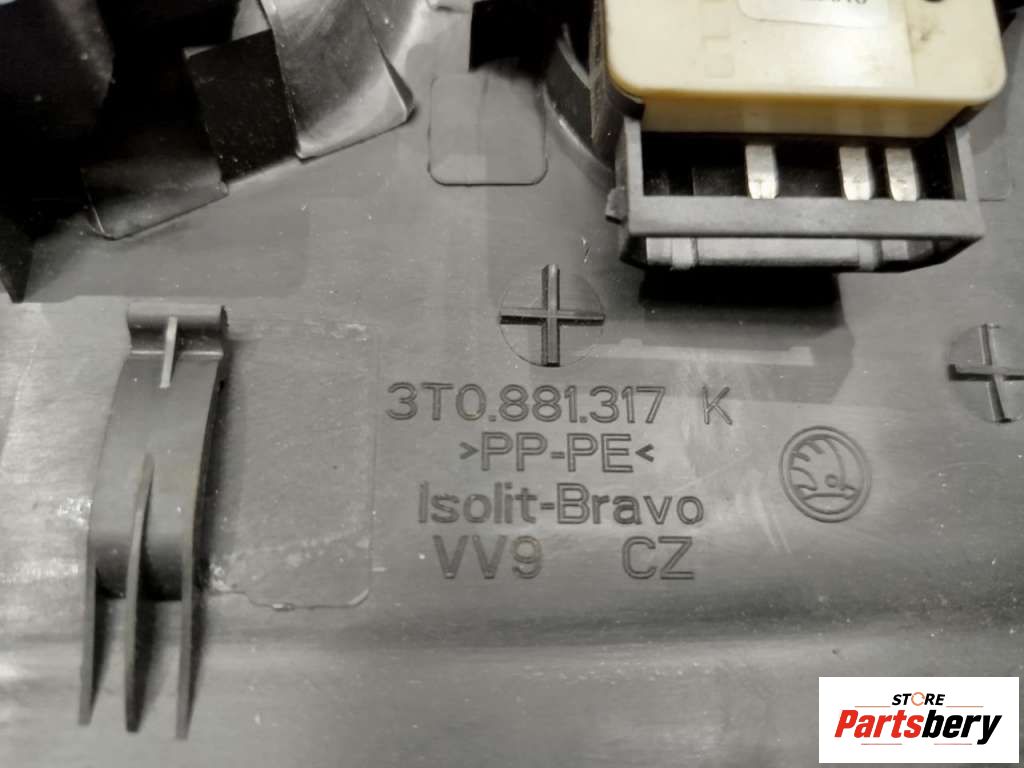 3T0.881.317 K
>PP-PE<
Isolit-Bravo
VV9 CZ
STORE
Partsbery